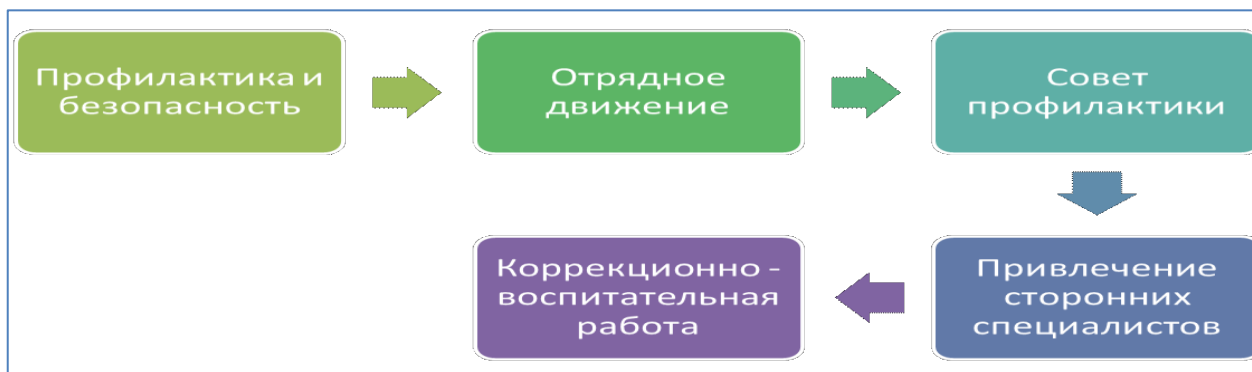 Профилактика и
безопасность
Отрядное
движение
Совет
профилактики
Привлечение
сторонних
специалистов
Коррекционно -
воспитательная
работа